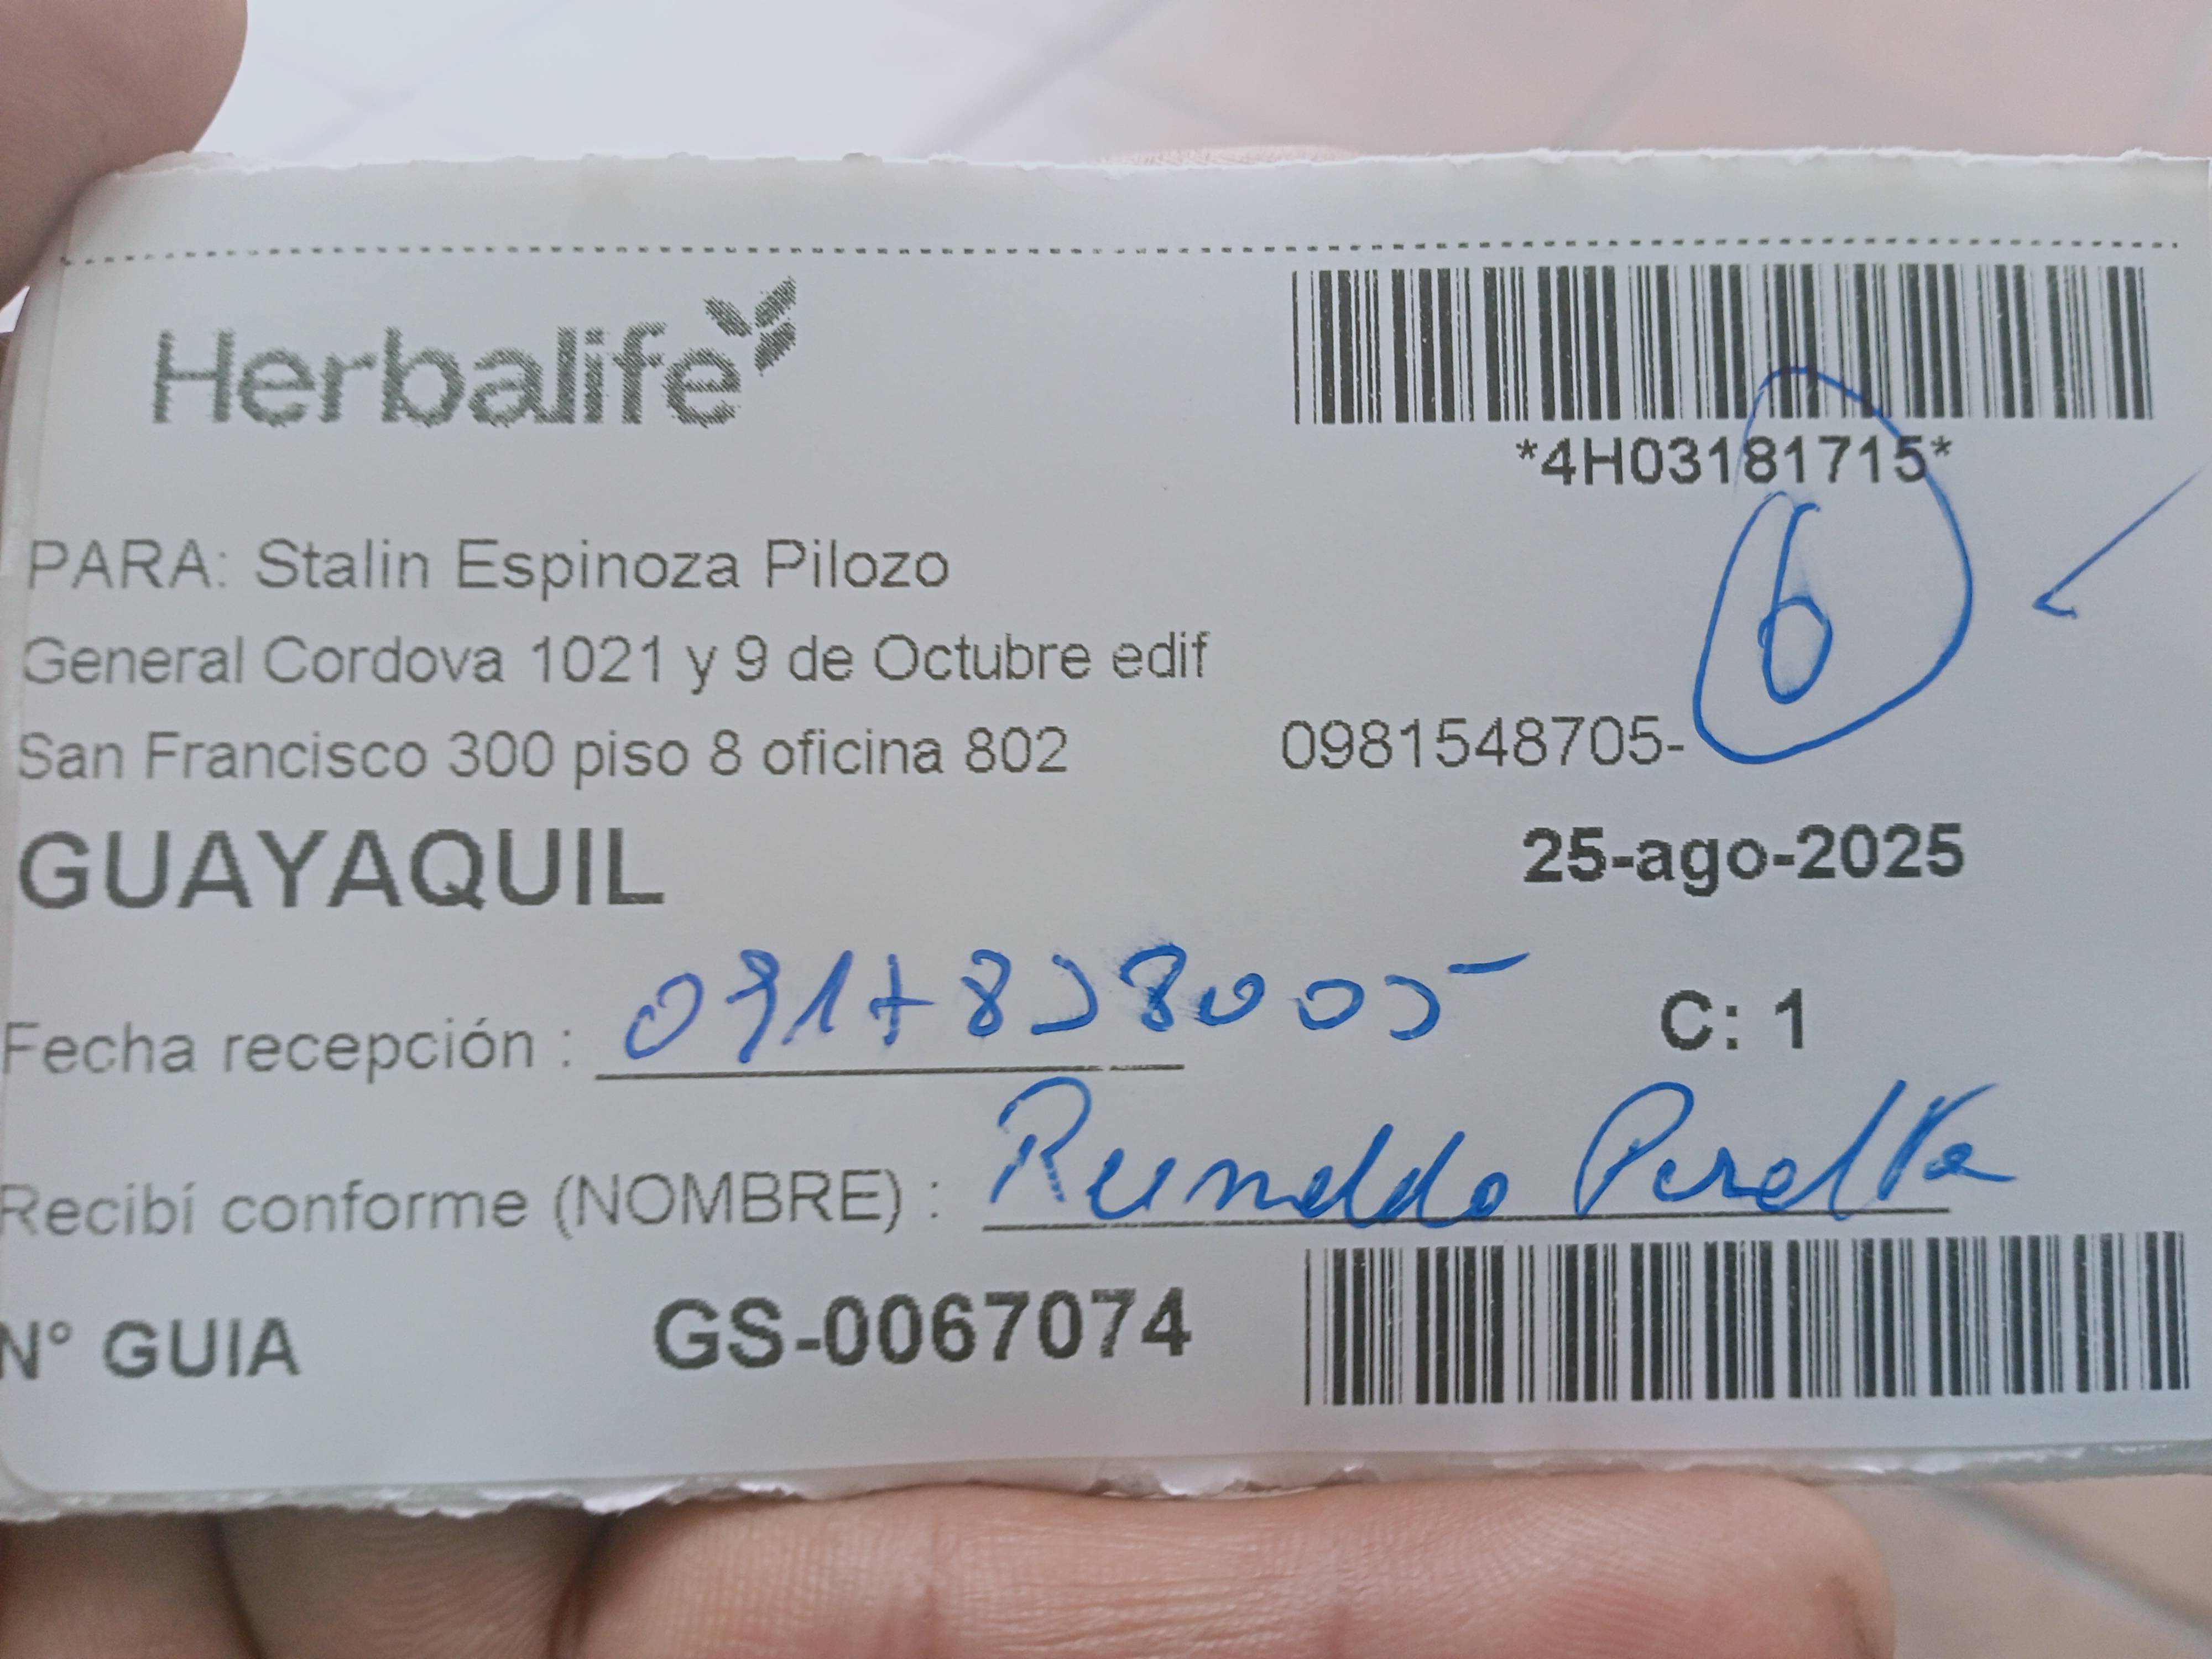 Herbalife
*4H03181715*
PARA: Stalin Espinoza Pilozo
6
General Cordova 1021 y 9 de Octubre edif
San Francisco 300 piso 8 oficina 802 0981548705-
GUAYAQUIL 25-ago-2025
Fecha recepción : C: 1
Recibí conforme (NOMBRE) : Peralta
N° GUIA GS-0067074